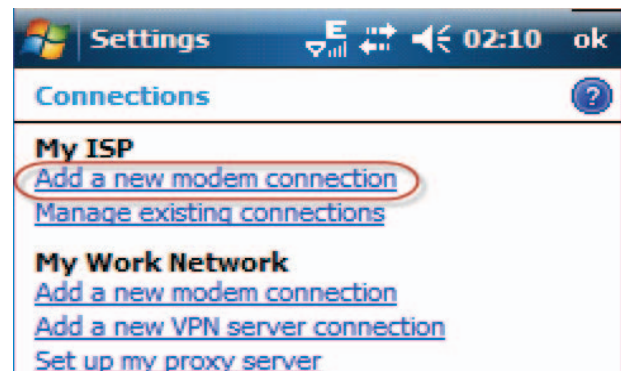 Settings E 02:10 ok
Connections ?
My ISP
Add a new modem connection
Manage existing connections
My Work Network
Add a new modem connection
Add a new VPN server connection
Set up my proxy server